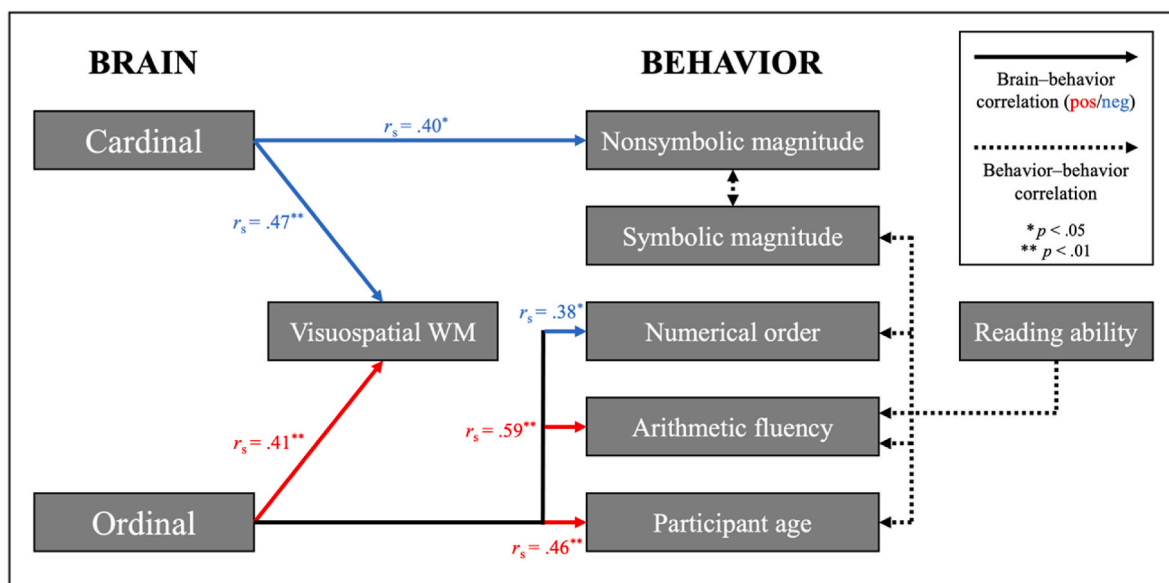 BRAIN
BEHAVIOR
Cardinal
rₛ = .40*
Nonsymbolic magnitude
rₛ = .47**
Symbolic magnitude
Visuospatial WM
rₛ = .38*
Numerical order
Reading ability
rₛ = .41**
rₛ = .59**
Arithmetic fluency
Ordinal
rₛ = .46**
Participant age
Brain–behavior
correlation (pos/neg)
Behavior–behavior
correlation
* p < .05
** p < .01